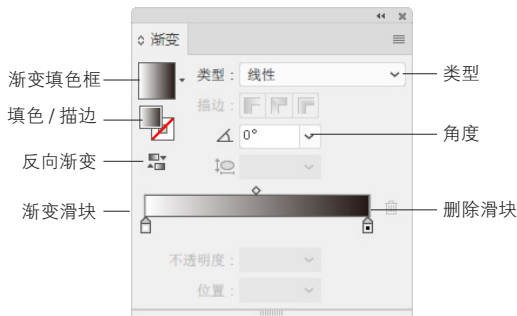 渐变
渐变填色框
类型：
线性
类型
填色 / 描边
描边：
0°
角度
反向渐变
渐变滑块
删除滑块
不透明度：
位置：